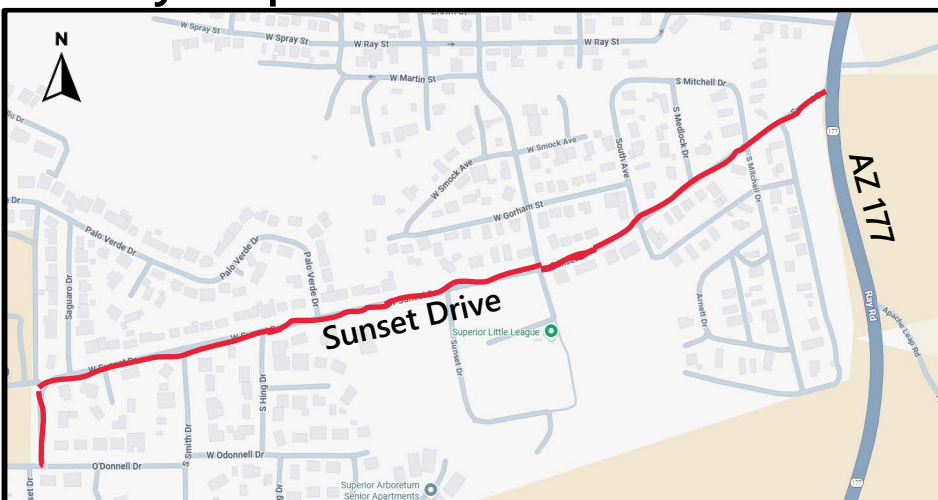 N
W Spray St
W Spray St
W Ray St
W Ray St
W Martin St
S Mitchell Dr
177
S Medlock Dr
South Ave
W Smock Ave
W Smock Ave
S Mitchell Dr
AZ 177
W Gorham St
Palo Verde Dr
Palo Verde Dr
Palo Verde Dr
Saguaro Dr
Sunset Drive
Superior Little League
Arnett Dr
Ray Rd
Apache Leap Rd
W Sunset Dr
Sunset Dr
S Hing Dr
S Smith Dr
O'Donnell Dr
W Odonnell Dr
Superior Arboretum
Senior Apartments
177